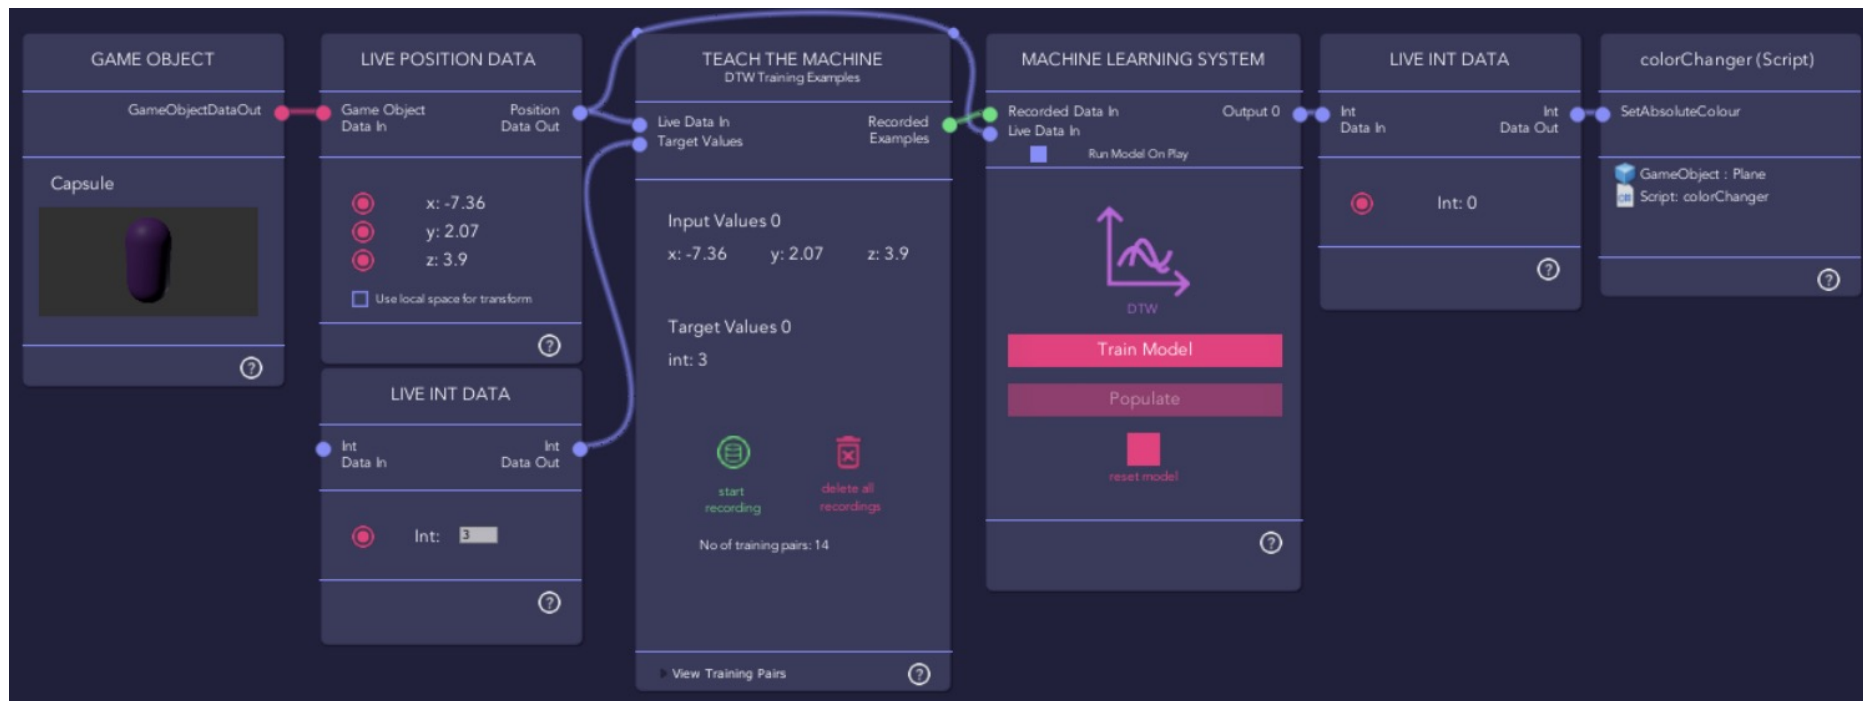 GAME OBJECT
GameObjectDataOut
Capsule
?
LIVE POSITION DATA
Game Object
Data In
Position
Data Out
x: -7.36
y: 2.07
z: 3.9
Use local space for transform
?
LIVE INT DATA
Int
Data In
Int
Data Out
Int: 3
?
TEACH THE MACHINE
DTW Training Examples
Live Data In
Target Values
Recorded
Examples
Input Values 0
x: -7.36 y: 2.07 z: 3.9
Target Values 0
int: 3
start
recording
delete all
recordings
No of training pairs: 14
View Training Pairs
?
MACHINE LEARNING SYSTEM
Recorded Data In
Live Data In
Output 0
Run Model On Play
DTW
Train Model
Populate
reset model
?
LIVE INT DATA
Int
Data In
Int
Data Out
Int: 0
?
colorChanger (Script)
SetAbsoluteColour
GameObject : Plane
Script: colorChanger
?